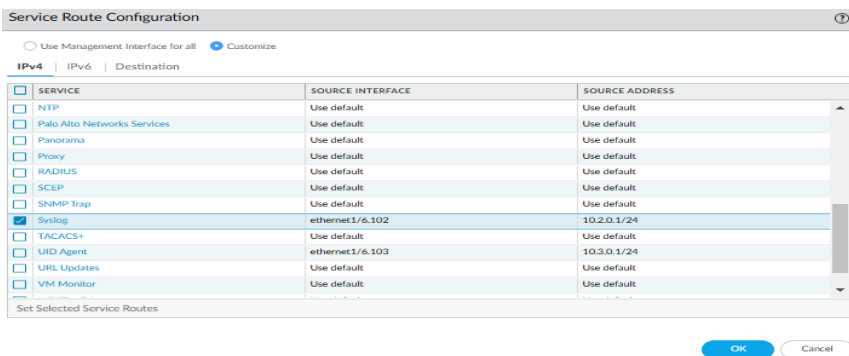 Service Route Configuration
Use Management Interface for all Customize
IPv4 | IPv6 | Destination
SERVICE SOURCE INTERFACE SOURCE ADDRESS
NTP Use default Use default
Palo Alto Networks Services Use default Use default
Panorama Use default Use default
Proxy Use default Use default
RADIUS Use default Use default
SCEP Use default Use default
SNMP Trap Use default Use default
Syslog ethernet1/6.102 10.2.0.1/24
TACACS+ Use default Use default
UID Agent ethernet1/6.103 10.3.0.1/24
URL Updates Use default Use default
VM Monitor Use default Use default
Set Selected Service Routes
OK Cancel